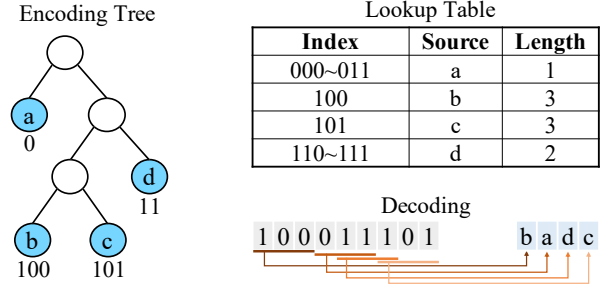 Encoding Tree
a
0
d
11
b
c
100
101
Lookup Table
Index Source Length
000~011 a 1
100 b 3
101 c 3
110~111 d 2
Decoding
1 0 0 0 1 1 1 0 1 b a d c